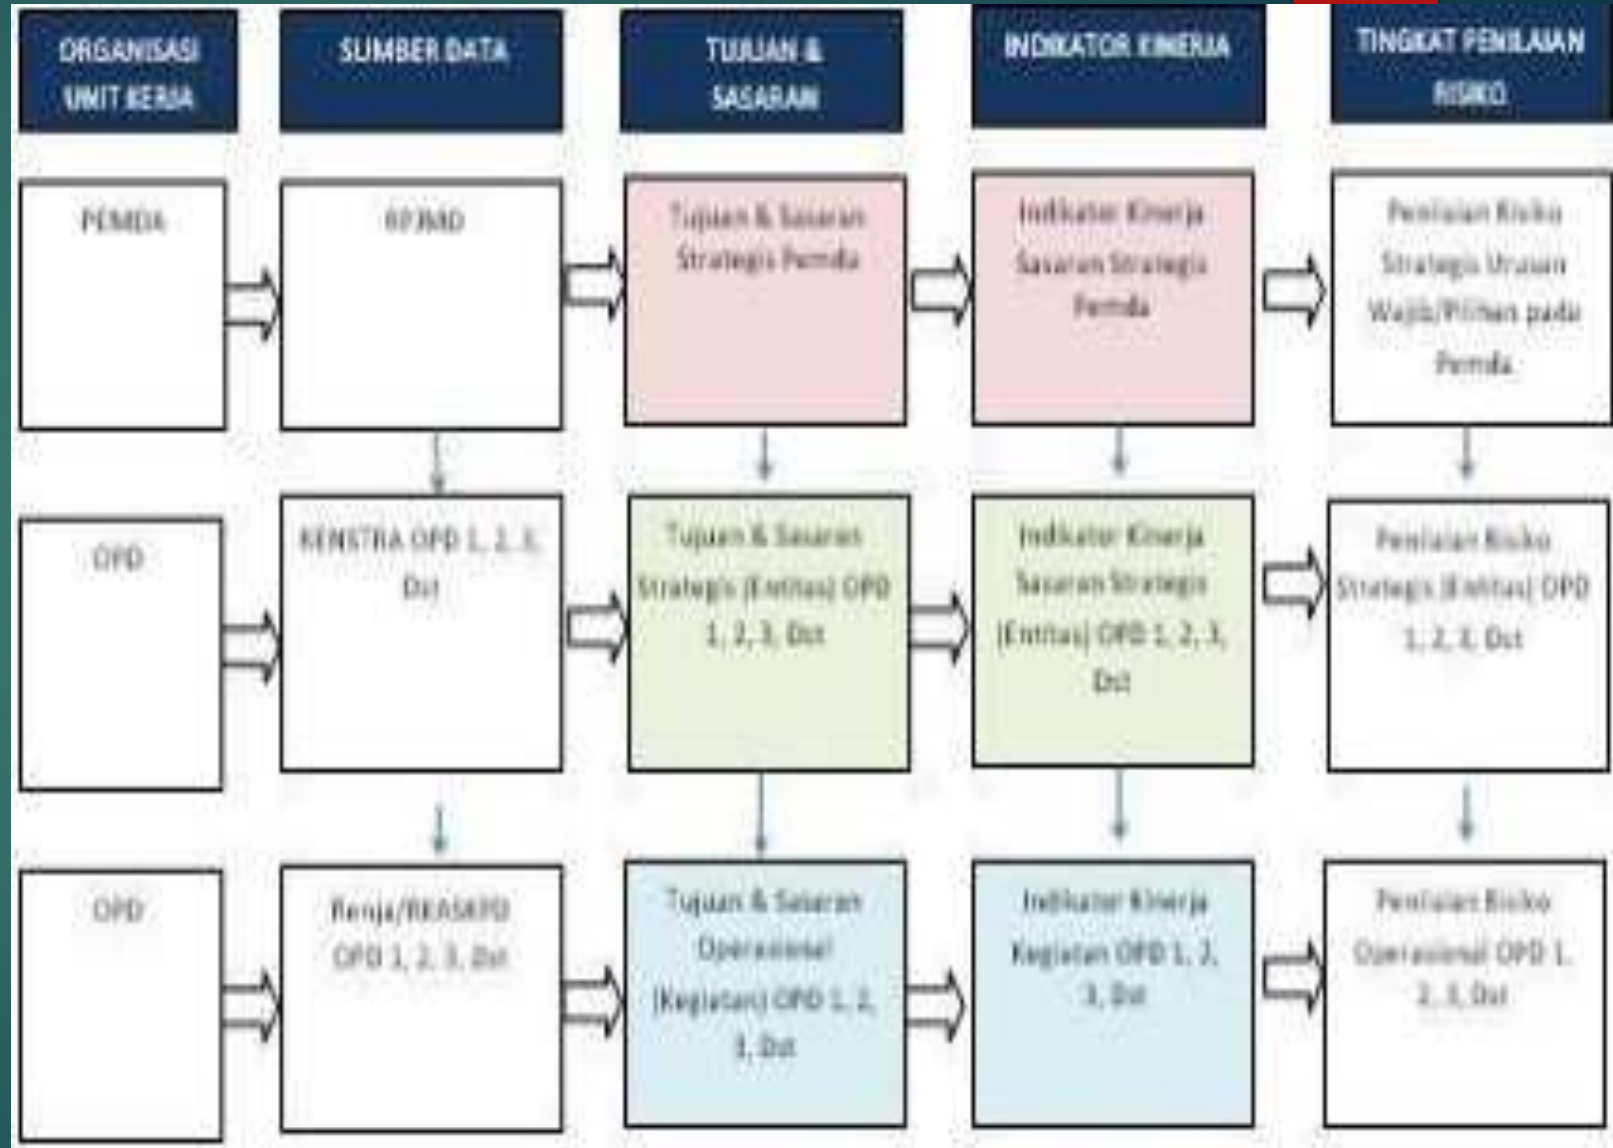 ORGANISASI
UNIT KERJA
SUMBER DATA
TUJUAN &
SASARAN
INDIKATOR KINERJA
TINGKAT PENILAIAN
RISIKO
PEMDA
RPJMD
Tujuan & Sasaran
Strategis Pemda
Indikator Kinerja
Sasaran Strategis
Pemda
Penilaian Risiko
Strategis Urusan
Wajib/Pilihan pada
Pemda
OPD
RENSTRA OPD 1, 2, 3,
Dst
Tujuan & Sasaran
Strategis (Entitas) OPD
1, 2, 3, Dst
Indikator Kinerja
Sasaran Strategis
(Entitas) OPD 1, 2, 3,
Dst
Penilaian Risiko
Strategis (Entitas) OPD
1, 2, 3, Dst
OPD
Renja/RKASKPD
OPD 1, 2, 3, Dst
Tujuan & Sasaran
Operasional
(Kegiatan) OPD 1, 2,
3, Dst
Indikator Kinerja
Kegiatan OPD 1, 2,
3, Dst
Penilaian Risiko
Operasional OPD 1,
2, 3, Dst